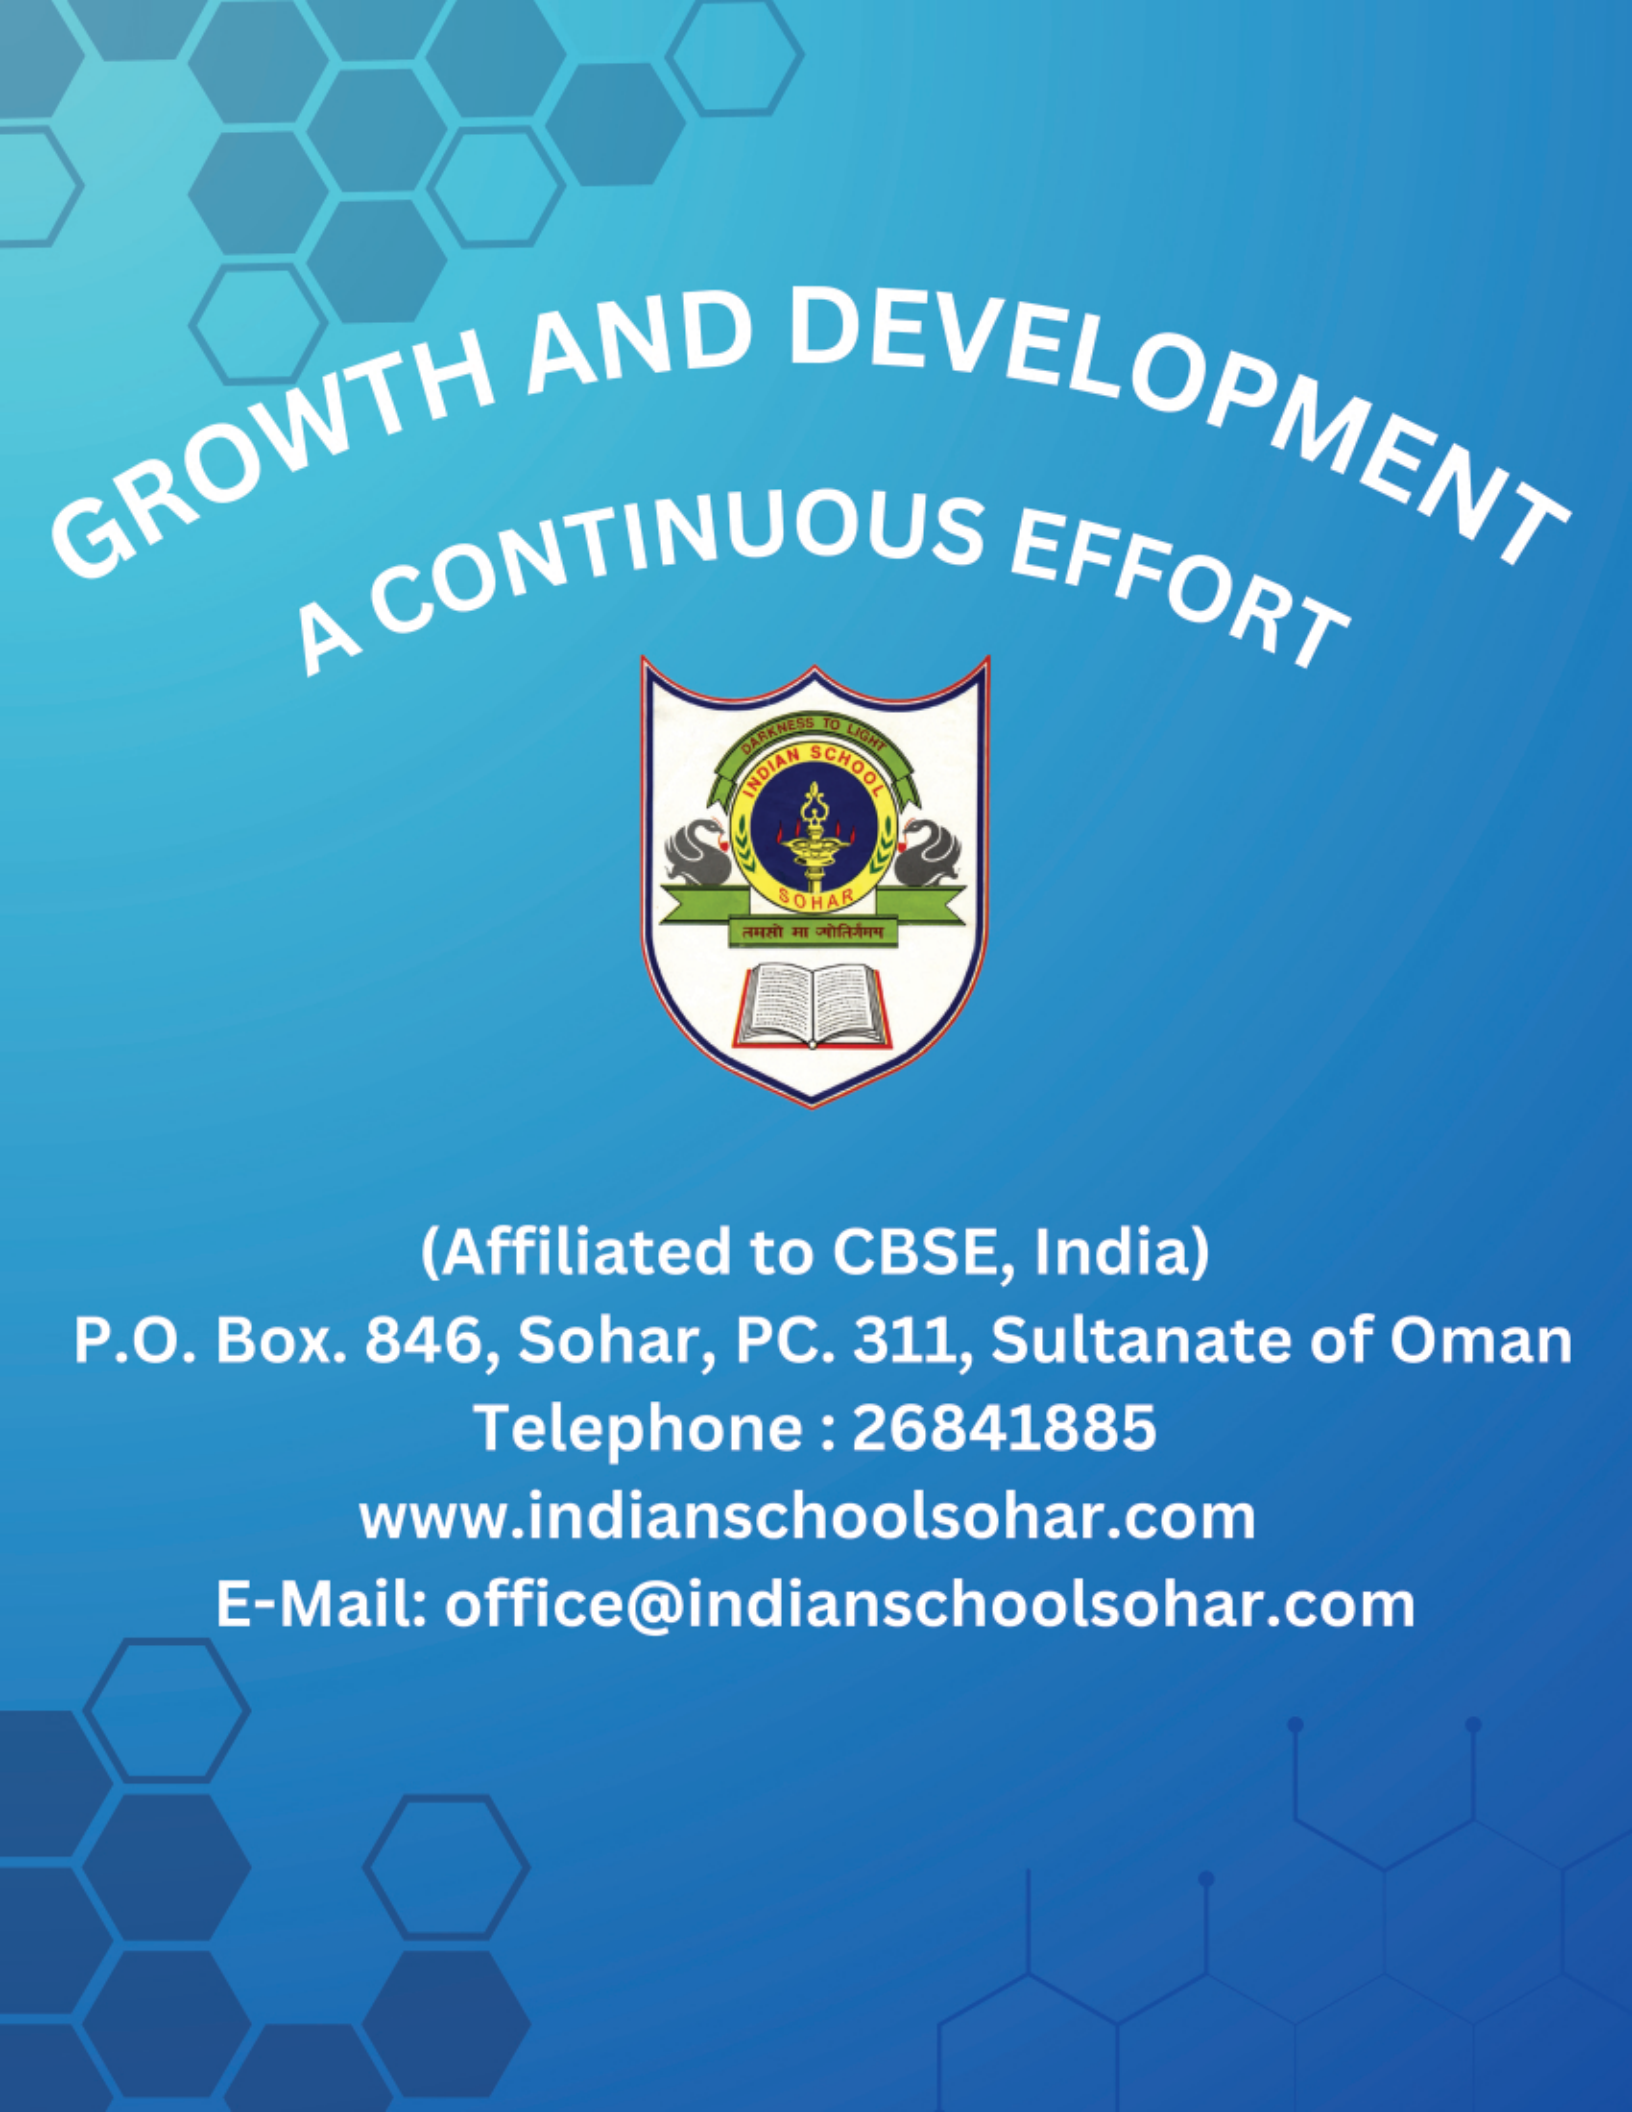 GROWTH AND DEVELOPMENT
A CONTINUOUS EFFORT
DARKNESS TO LIGHT
INDIAN SCHOOL
SOHAR
तमसो मा ज्योतिर्गमय
(Affiliated to CBSE, India)
P.O. Box. 846, Sohar, PC. 311, Sultanate of Oman
Telephone : 26841885
www.indianschoolsohar.com
E-Mail: office@indianschoolsohar.com